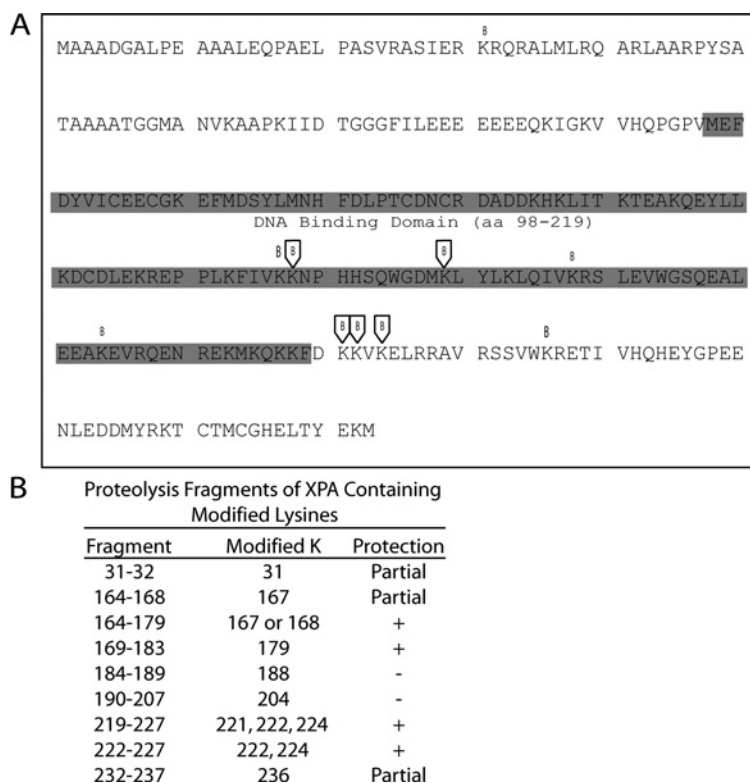 A
B
MAAADGALPE AAALEQPAEL PASVRASIER KRQRALMLRQ ARLAARPYSA
TAAAATGGMA NVKAAPKIID TGGGFILEEE EEEEQKIGKV VHQPGPVMEF
DYVICEECGK EFMDSYLMNH FDLPTCDNCR DADDKHKLIT KTEAKQEYLL
DNA Binding Domain (aa 98-219)
B B B B
KDCDLEKREP PLKFIVKKNP HHSQWGDMKL YLKLQIVKRS LEVWGSQEAL
B B B B B
EEAKEVRQEN REKMKQKKFD KKVKELRRAV RSSVWKRETI VHQHEYGPEE
NLEDDMYRKT CTMCGHELTY EKM
B Proteolysis Fragments of XPA Containing
Modified Lysines
Fragment Modified K Protection
31-32 31 Partial
164-168 167 Partial
164-179 167 or 168 +
169-183 179 +
184-189 188 -
190-207 204 -
219-227 221, 222, 224 +
222-227 222, 224 +
232-237 236 Partial